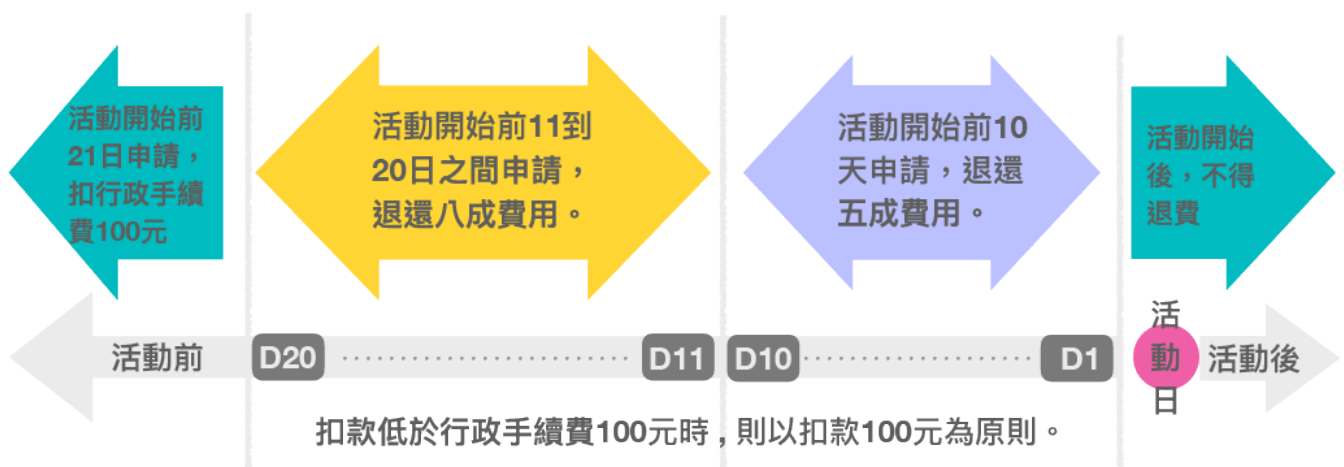 活動開始前
21日申請，
扣行政手續
費100元
活動開始前11到
20日之間申請，
退還八成費用。
活動開始前10
天申請，退還
五成費用。
活動開始
後，不得
退費
活動前
D20
D11
D10
D1
活
動
日
活動後
扣款低於行政手續費100元時，則以扣款100元為原則。